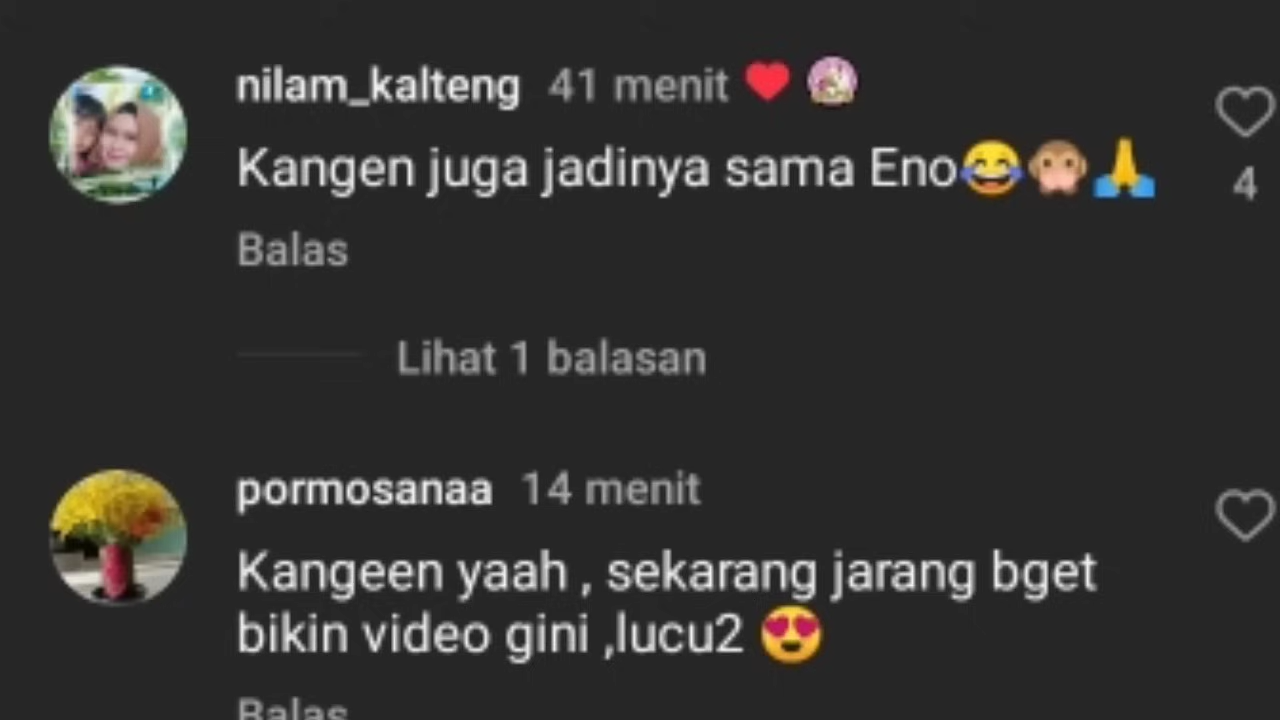 nilam_kalteng 41 menit ❤️
Kangen juga jadinya sama Eno😂🙊🙏
4
Balas
Lihat 1 balasan
pormosanaa 14 menit
Kangeen yaah , sekarang jarang bget
bikin video gini ,lucu2 😍
Balas